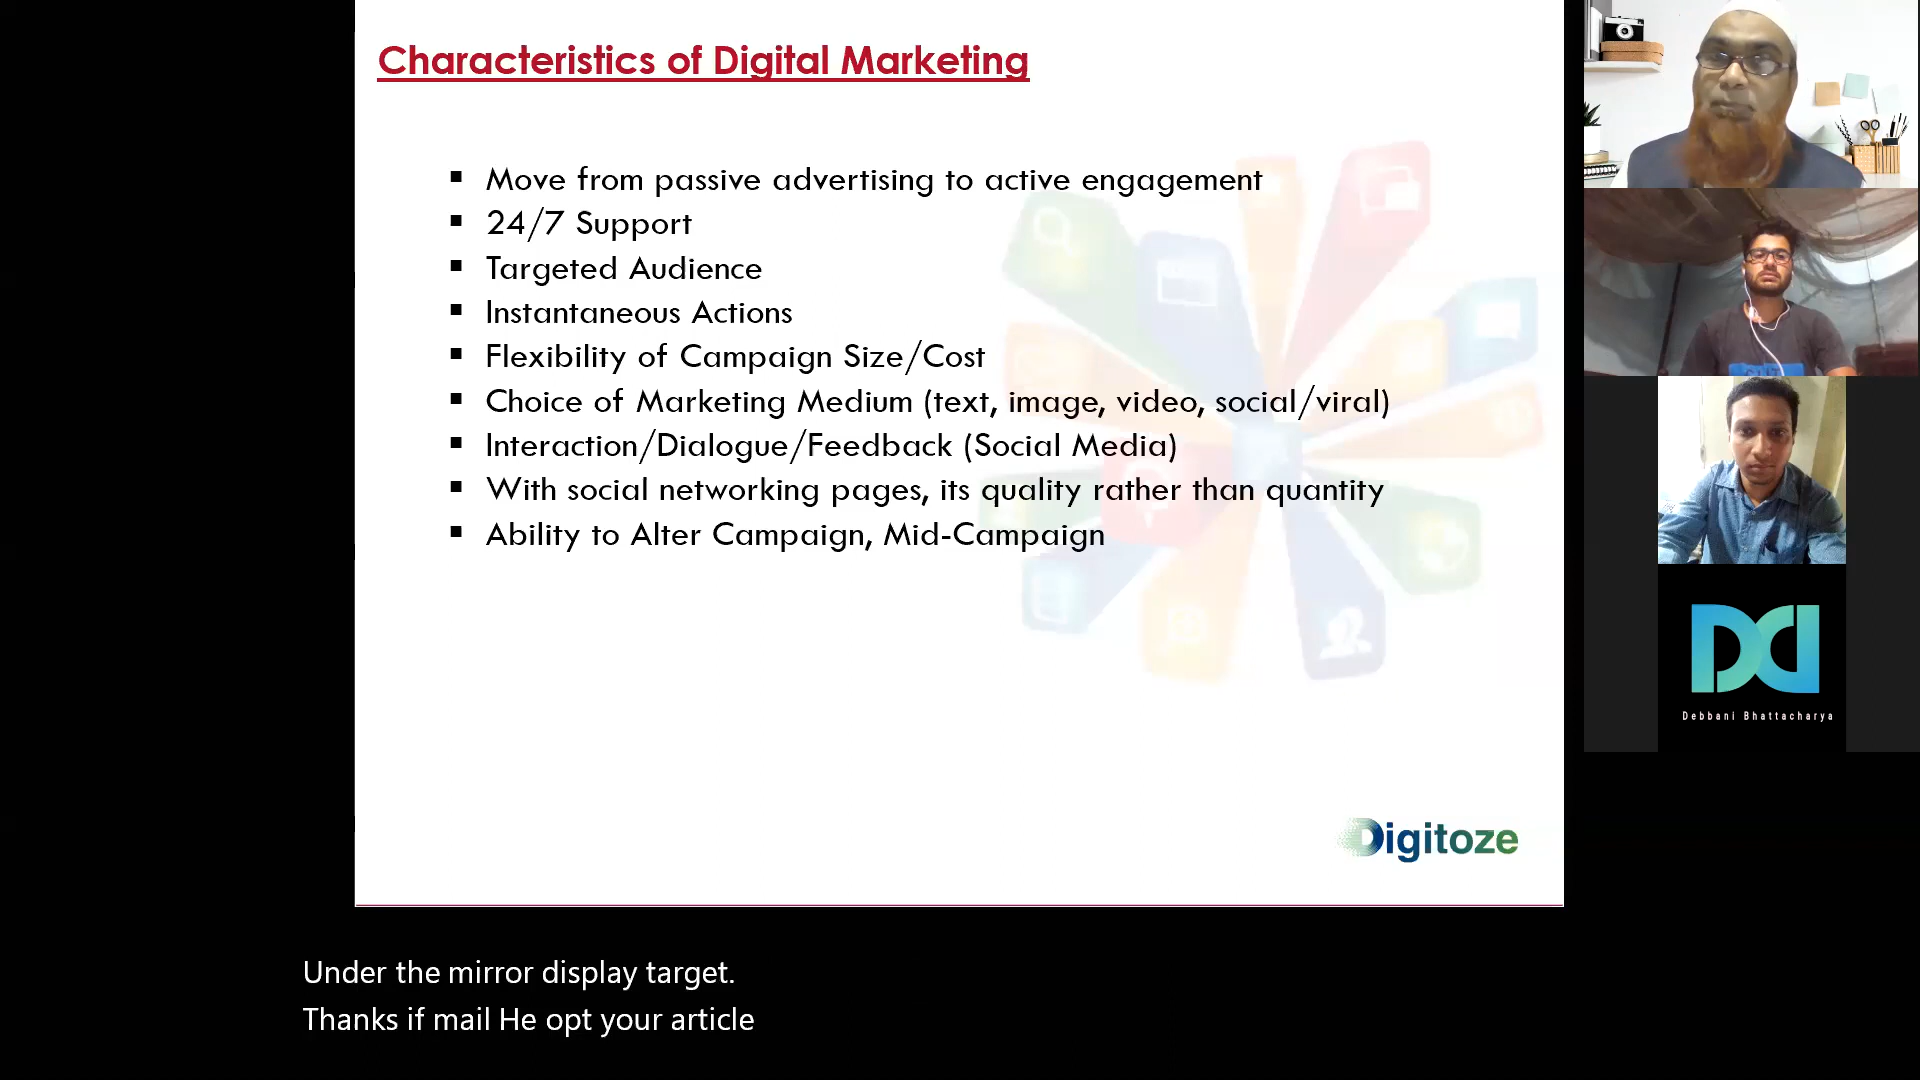 Characteristics of Digital Marketing
▪ Move from passive advertising to active engagement
▪ 24/7 Support
▪ Targeted Audience
▪ Instantaneous Actions
▪ Flexibility of Campaign Size/Cost
▪ Choice of Marketing Medium (text, image, video, social/viral)
▪ Interaction/Dialogue/Feedback (Social Media)
▪ With social networking pages, its quality rather than quantity
▪ Ability to Alter Campaign, Mid-Campaign
Digitoze
DD
Debbani Bhattacharya
Under the mirror display target.
Thanks if mail He opt your article